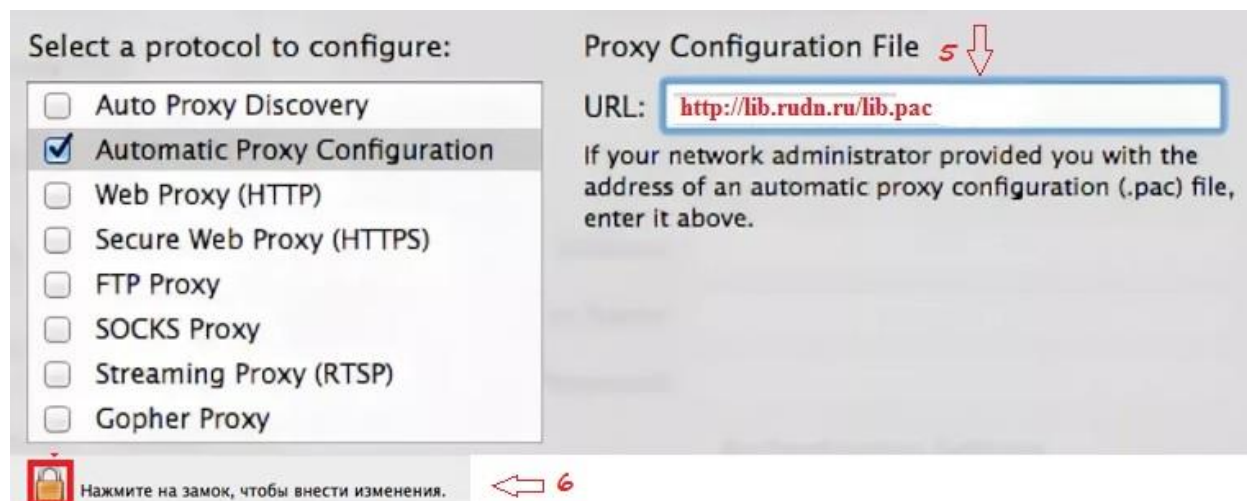 Select a protocol to configure:
Auto Proxy Discovery
Automatic Proxy Configuration
Web Proxy (HTTP)
Secure Web Proxy (HTTPS)
FTP Proxy
SOCKS Proxy
Streaming Proxy (RTSP)
Gopher Proxy
Proxy Configuration File 5
URL: http://lib.rudn.ru/lib.pac
If your network administrator provided you with the
address of an automatic proxy configuration (.pac) file,
enter it above.
Нажмите на замок, чтобы внести изменения. 6